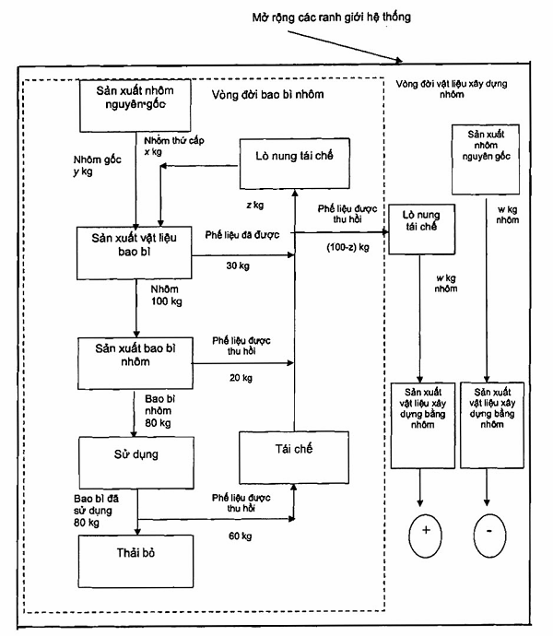 Mở rộng các ranh giới hệ thống
Vòng đời bao bì nhôm
Vòng đời vật liệu xây dựng
nhôm
Sản xuất nhôm
nguyên gốc
Nhôm thứ cấp
x kg
Nhôm gốc
y kg
Lò nung tái chế
z kg
Sản xuất
nhôm
nguyên gốc
Phế liệu được
thu hồi
(100-z) kg
Lò nung
tái chế
w kg
nhôm
Sản xuất vật liệu
bao bì
Phế liệu đã được
30 kg
Nhôm
100 kg
w kg
nhôm
Sản xuất bao bì
nhôm
Phế liệu được
thu hồi
20 kg
Bao bì
nhôm
80 kg
Sản xuất
vật liệu xây
dựng bằng
nhôm
Sản xuất
vật liệu xây
dựng bằng
nhôm
Sử dụng
Tái chế
Bao bì đã
sử dụng
80 kg
Phế liệu được
thu hồi
60 kg
+
-
Thải bỏ